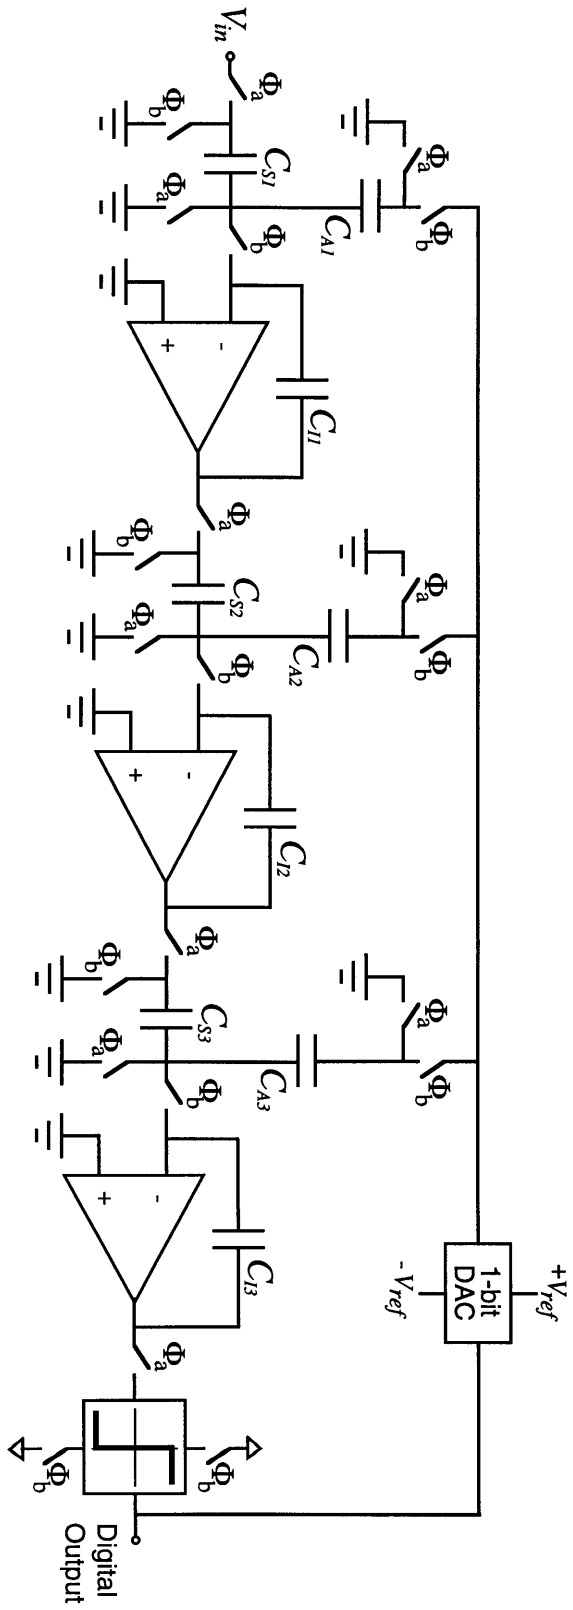 V_in
Φ_a
Φ_b
C_S1
Φ_a
Φ_b
C_A1
Φ_a
Φ_b
-
+
C_I1
Φ_a
Φ_b
C_S2
Φ_a
Φ_b
C_A2
Φ_a
Φ_b
-
+
C_I2
Φ_a
Φ_b
C_S3
Φ_a
Φ_b
C_A3
Φ_a
Φ_b
-
+
C_I3
Φ_a
+V_ref
1-bit
DAC
-V_ref
Φ_b
Φ_b
Digital
Output